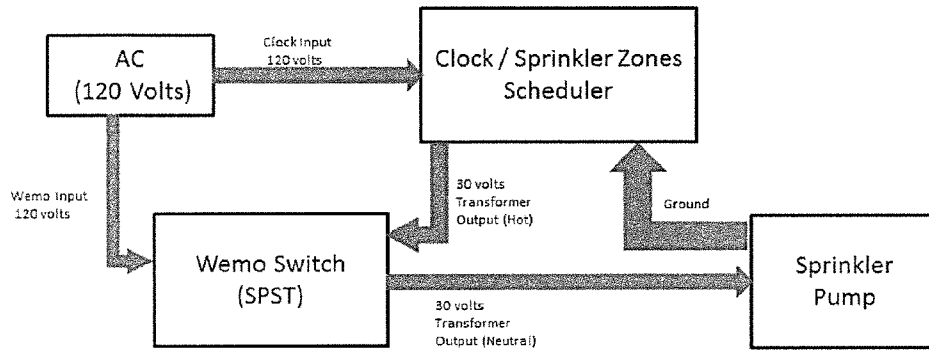 AC
(120 Volts)
Clock Input
120 volts
Clock / Sprinkler Zones
Scheduler
Wemo Input
120 volts
30 volts
Transformer
Output (Hot)
Ground
Wemo Switch
(SPST)
Sprinkler
Pump
30 volts
Transformer
Output (Neutral)